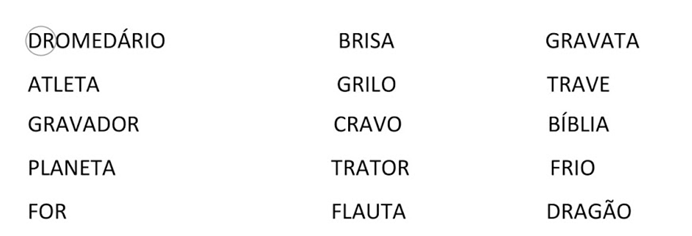 DROMEDÁRIO BRISA GRAVATA
ATLETA GRILO TRAVE
GRAVADOR CRAVO BÍBLIA
PLANETA TRATOR FRIO
FOR FLAUTA DRAGÃO